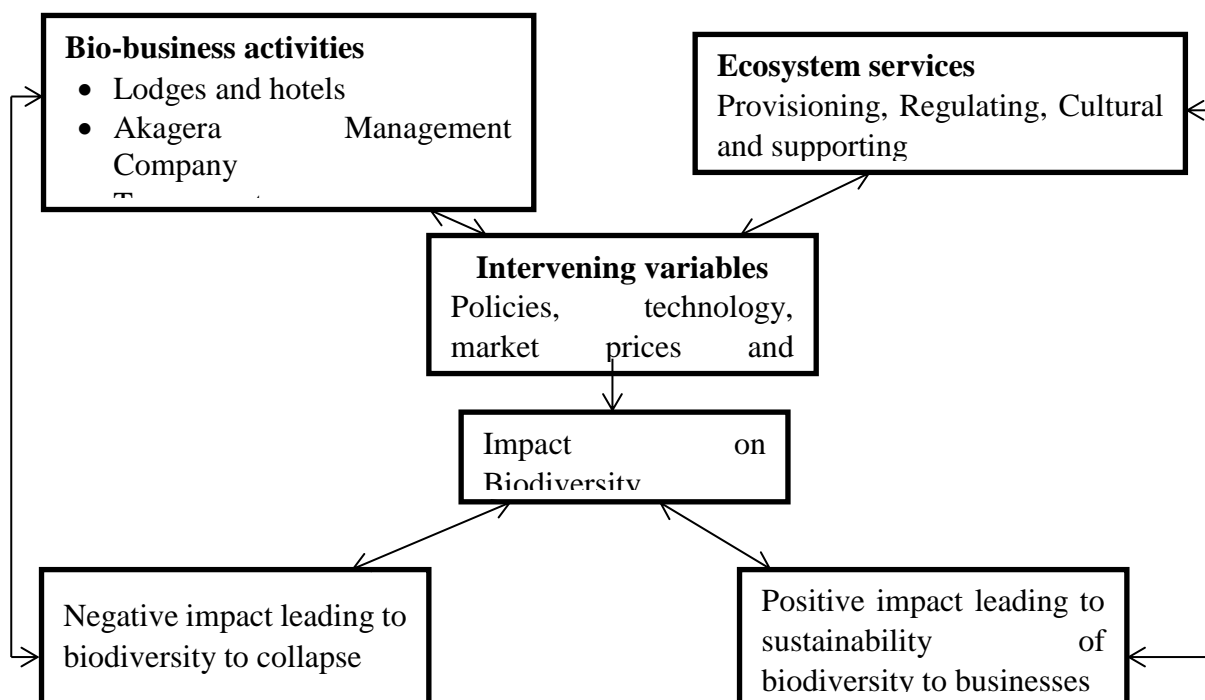 Bio-business activities
• Lodges and hotels
• Akagera Management
Company
Ecosystem services
Provisioning, Regulating, Cultural
and supporting
Intervening variables
Policies, technology,
market prices and
Impact on
Biodiversity
Negative impact leading to
biodiversity to collapse
Positive impact leading to
sustainability of
biodiversity to businesses